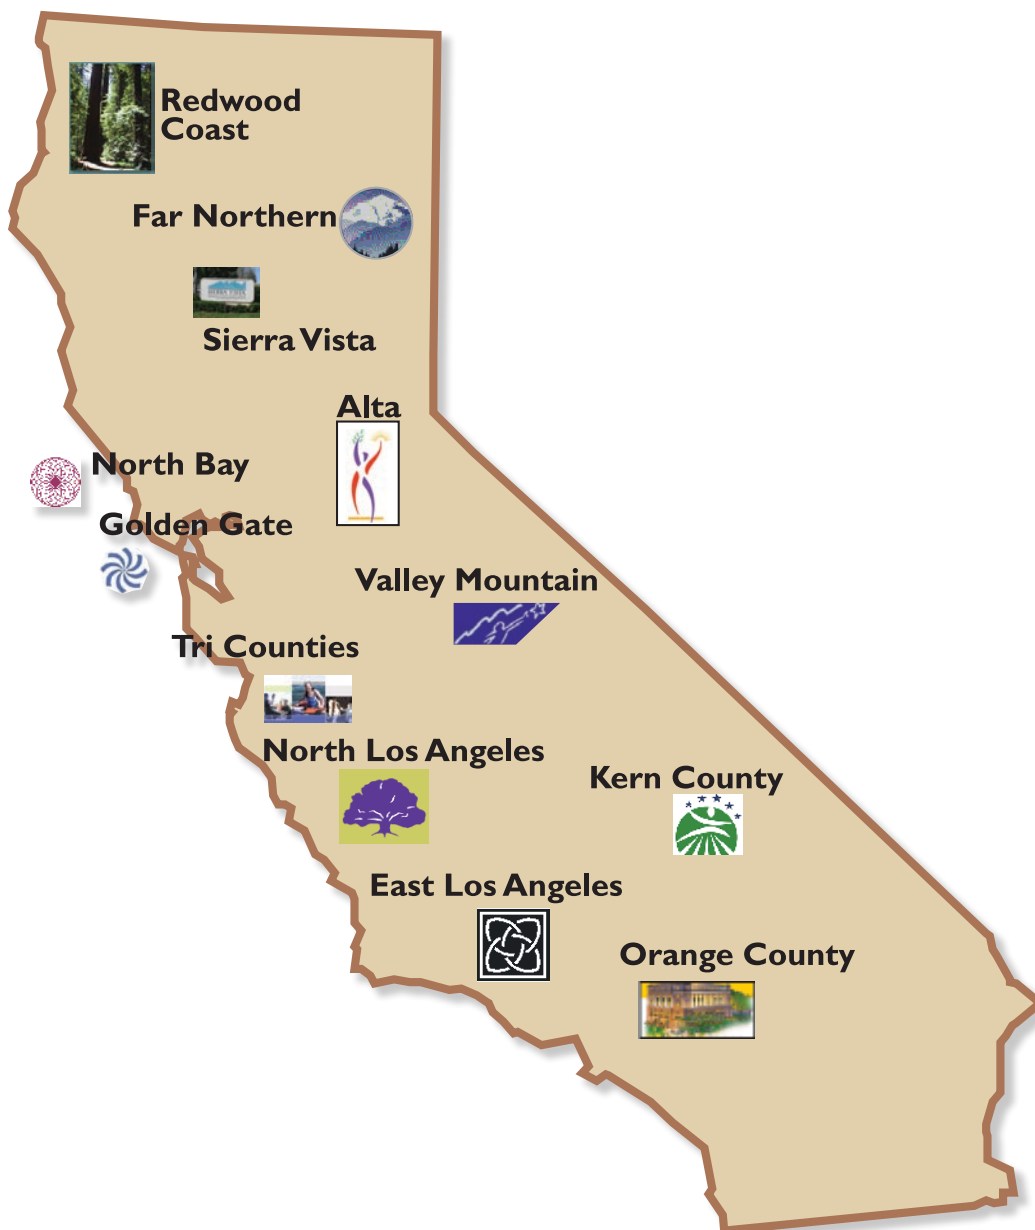 Redwood
Coast
Far Northern
Sierra Vista
Alta
North Bay
Golden Gate
Valley Mountain
Tri Counties
North Los Angeles
Kern County
East Los Angeles
Orange County